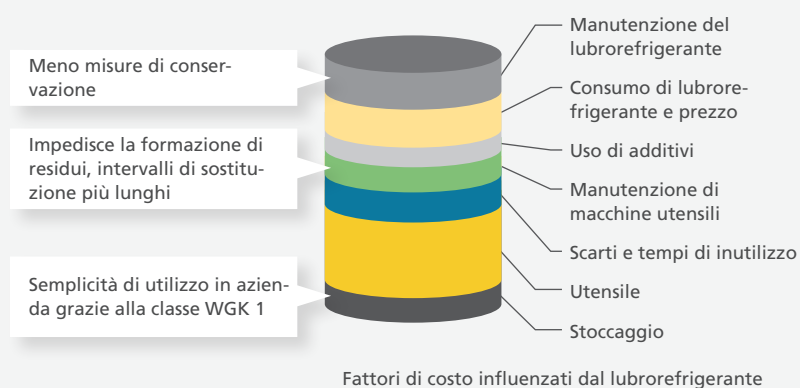 Meno misure di conser-
vazione
Impedisce la formazione di
residui, intervalli di sostitu-
zione più lunghi
Semplicità di utilizzo in azien-
da grazie alla classe WGK 1
Manutenzione del
lubrorefrigerante
Consumo di lubrore-
frigerante e prezzo
Uso di additivi
Manutenzione di
macchine utensili
Scarti e tempi di inutilizzo
Utensile
Stoccaggio
Fattori di costo influenzati dal lubrorefrigerante